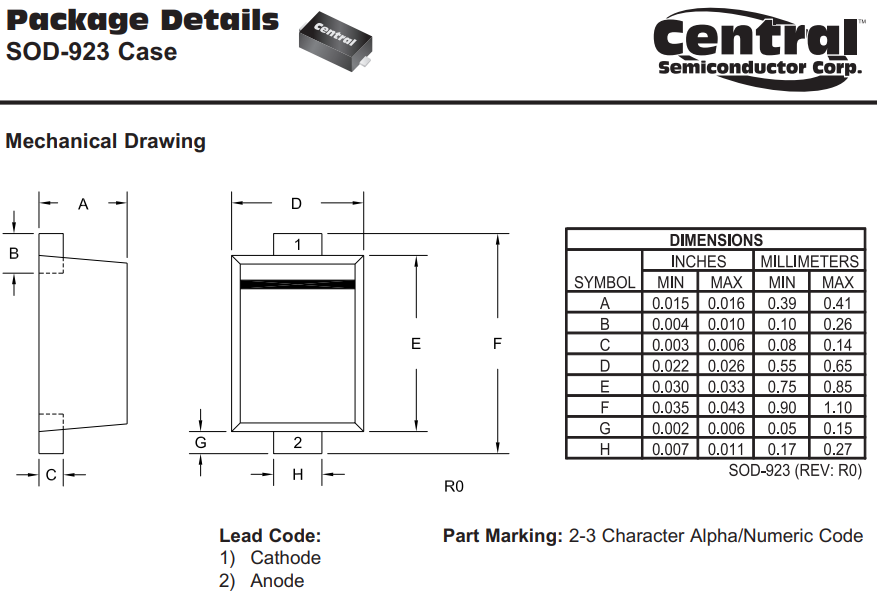 Package Details
SOD-923 Case
Central
Central™
Semiconductor Corp.
Mechanical Drawing
A
D
B
1
E
F
G
2
C
H
R0
DIMENSIONS
INCHES MILLIMETERS
SYMBOL MIN MAX MIN MAX
A 0.015 0.016 0.39 0.41
B 0.004 0.010 0.10 0.26
C 0.003 0.006 0.08 0.14
D 0.022 0.026 0.55 0.65
E 0.030 0.033 0.75 0.85
F 0.035 0.043 0.90 1.10
G 0.002 0.006 0.05 0.15
H 0.007 0.011 0.17 0.27
SOD-923 (REV: R0)
Lead Code:
1) Cathode
2) Anode
Part Marking: 2-3 Character Alpha/Numeric Code